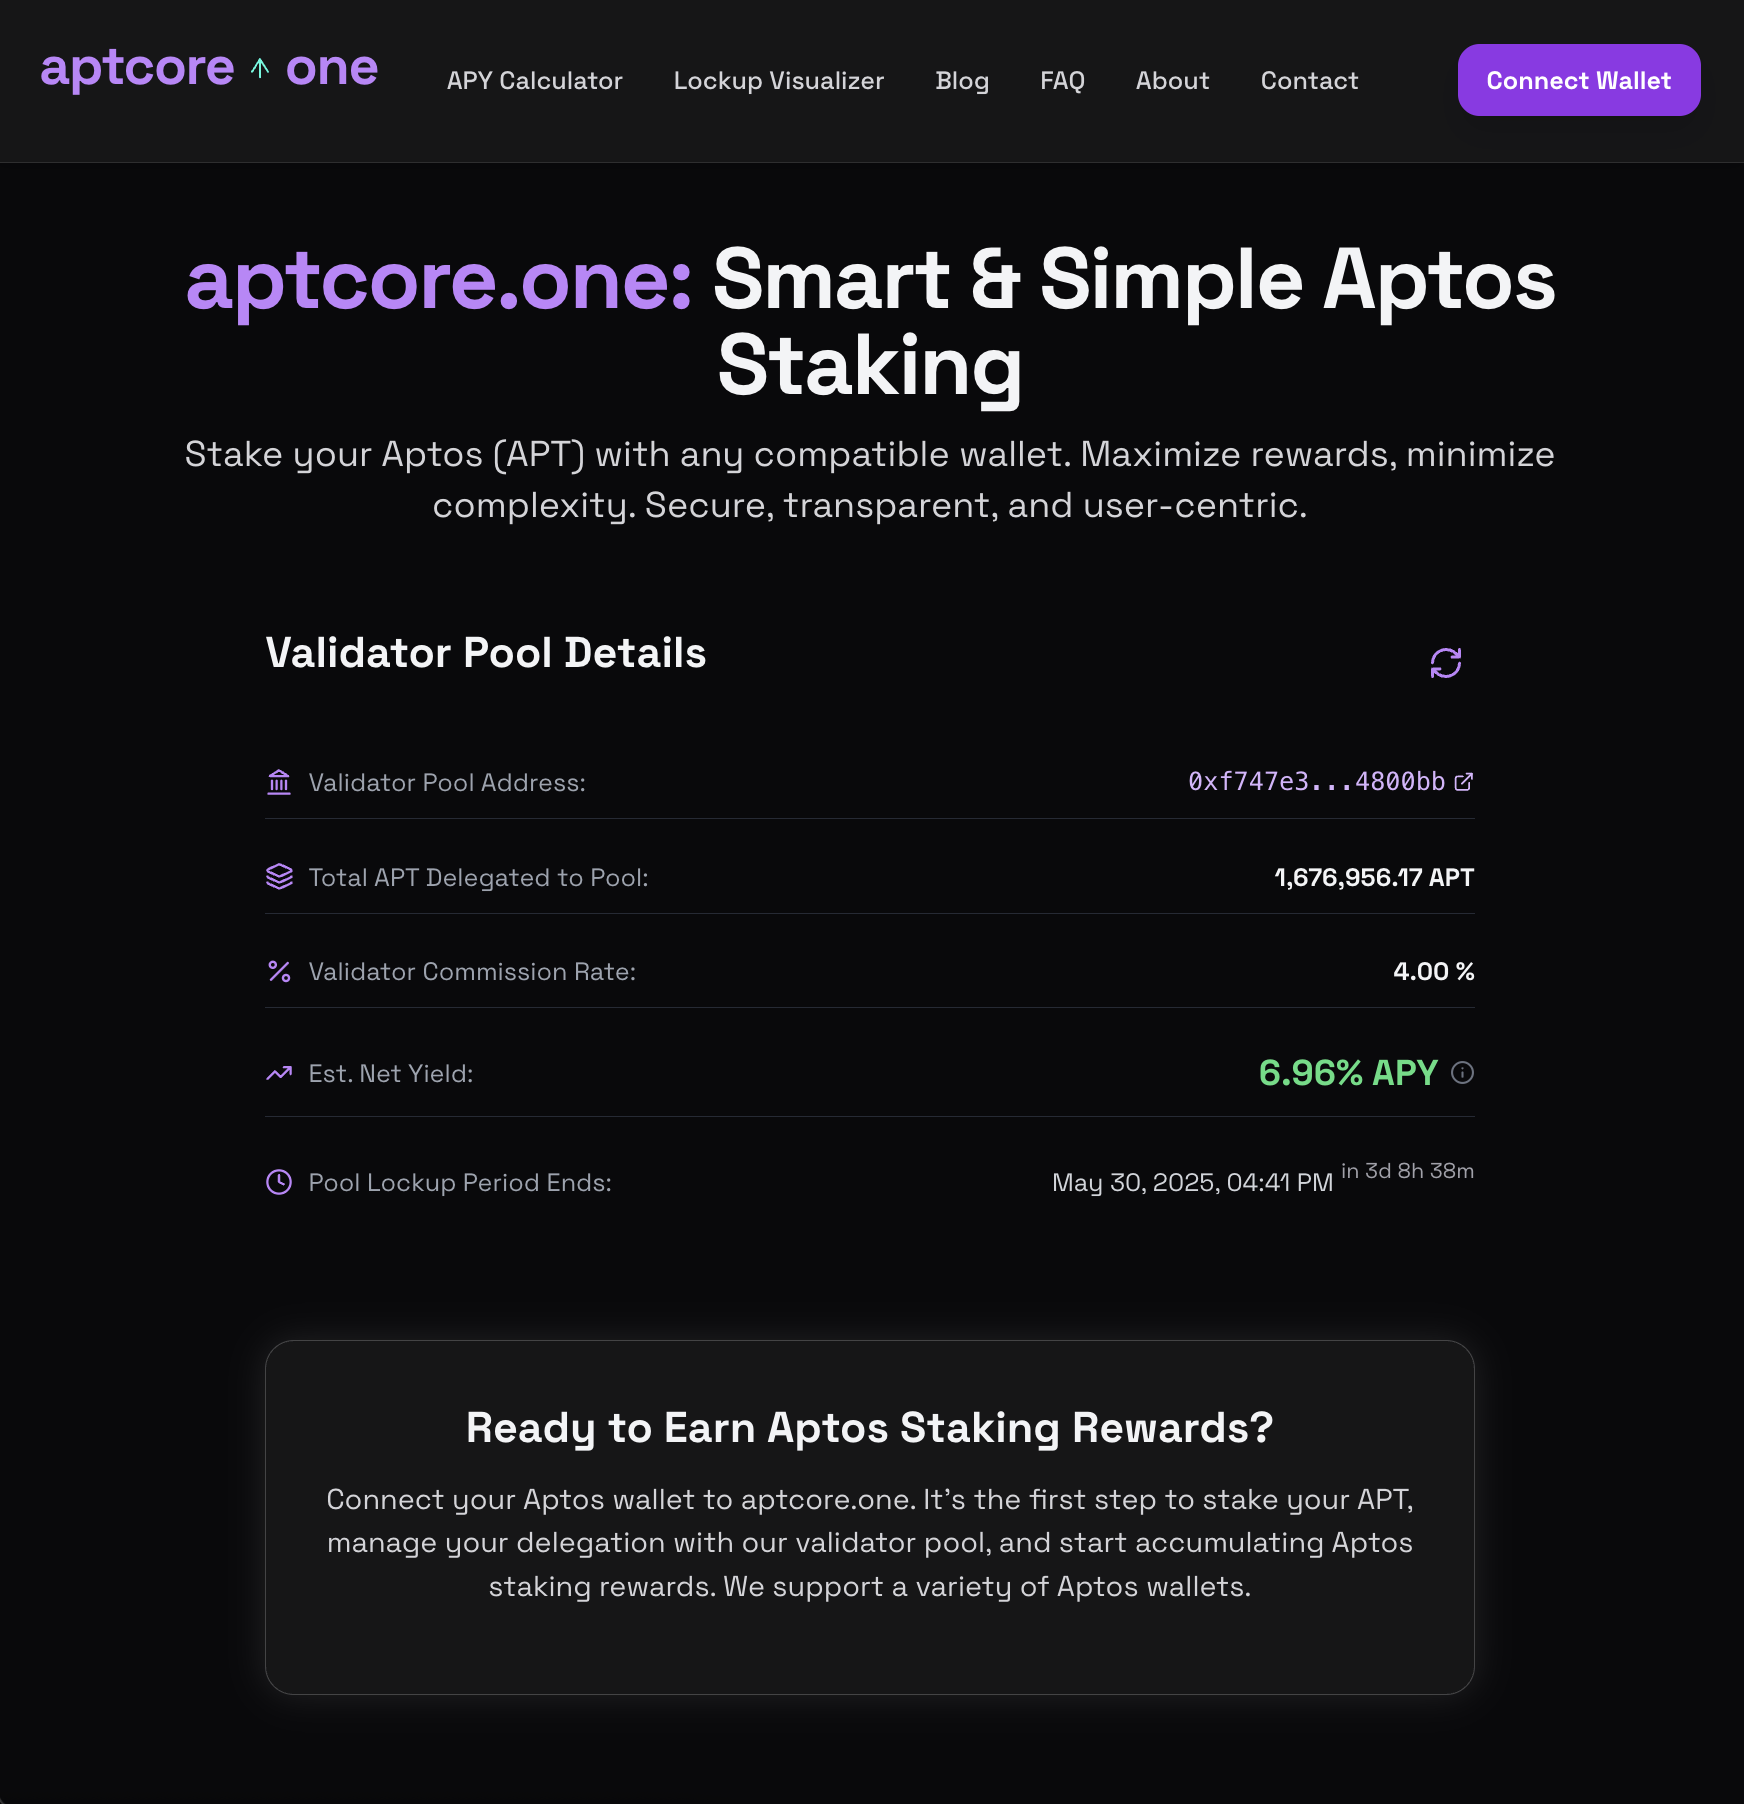 aptcore one
APY Calculator
Lockup Visualizer
Blog
FAQ
About
Contact
Connect Wallet
aptcore.one: Smart & Simple Aptos
Staking
Stake your Aptos (APT) with any compatible wallet. Maximize rewards, minimize
complexity. Secure, transparent, and user-centric.
Validator Pool Details
Validator Pool Address: 0xf747e3...4800bb
Total APT Delegated to Pool: 1,676,956.17 APT
Validator Commission Rate: 4.00 %
Est. Net Yield: 6.96% APY
Pool Lockup Period Ends: May 30, 2025, 04:41 PM in 3d 8h 38m
Ready to Earn Aptos Staking Rewards?
Connect your Aptos wallet to aptcore.one. It's the first step to stake your APT,
manage your delegation with our validator pool, and start accumulating Aptos
staking rewards. We support a variety of Aptos wallets.